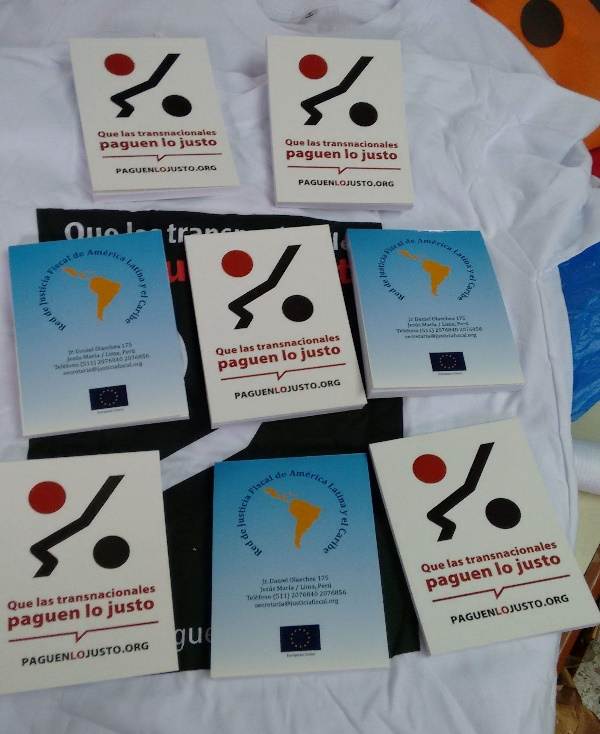 Que las transnacionales
paguen lo justo
PAGUENLOJUSTO.ORG
Que las transnacionales
paguen lo justo
PAGUENLOJUSTO.ORG
Que las
Red de Justicia Fiscal de América Latina y el Caribe
Jr. Daniel Olaechea 175
Jesús María / Lima, Perú
Teléfono (511) 2076840 2076856
secretaria@justiciafiscal.org
European Union
Que las transnacionales
paguen lo justo
PAGUENLOJUSTO.ORG
Red de Justicia Fiscal de América Latina y el Caribe
Jr. Daniel Olaechea 175
Jesús María / Lima, Perú
Teléfono (511) 2076840 2076856
secretaria@justiciafiscal.org
European Union
Que las transnacionales
paguen lo justo
PAGUENLOJUSTO.ORG
Red de Justicia Fiscal de América Latina y el Caribe
Jr. Daniel Olaechea 175
Jesús María / Lima, Perú
Teléfono (511) 2076840 2076856
secretaria@justiciafiscal.org
European Union
Que las transnacionales
paguen lo justo
PAGUENLOJUSTO.ORG